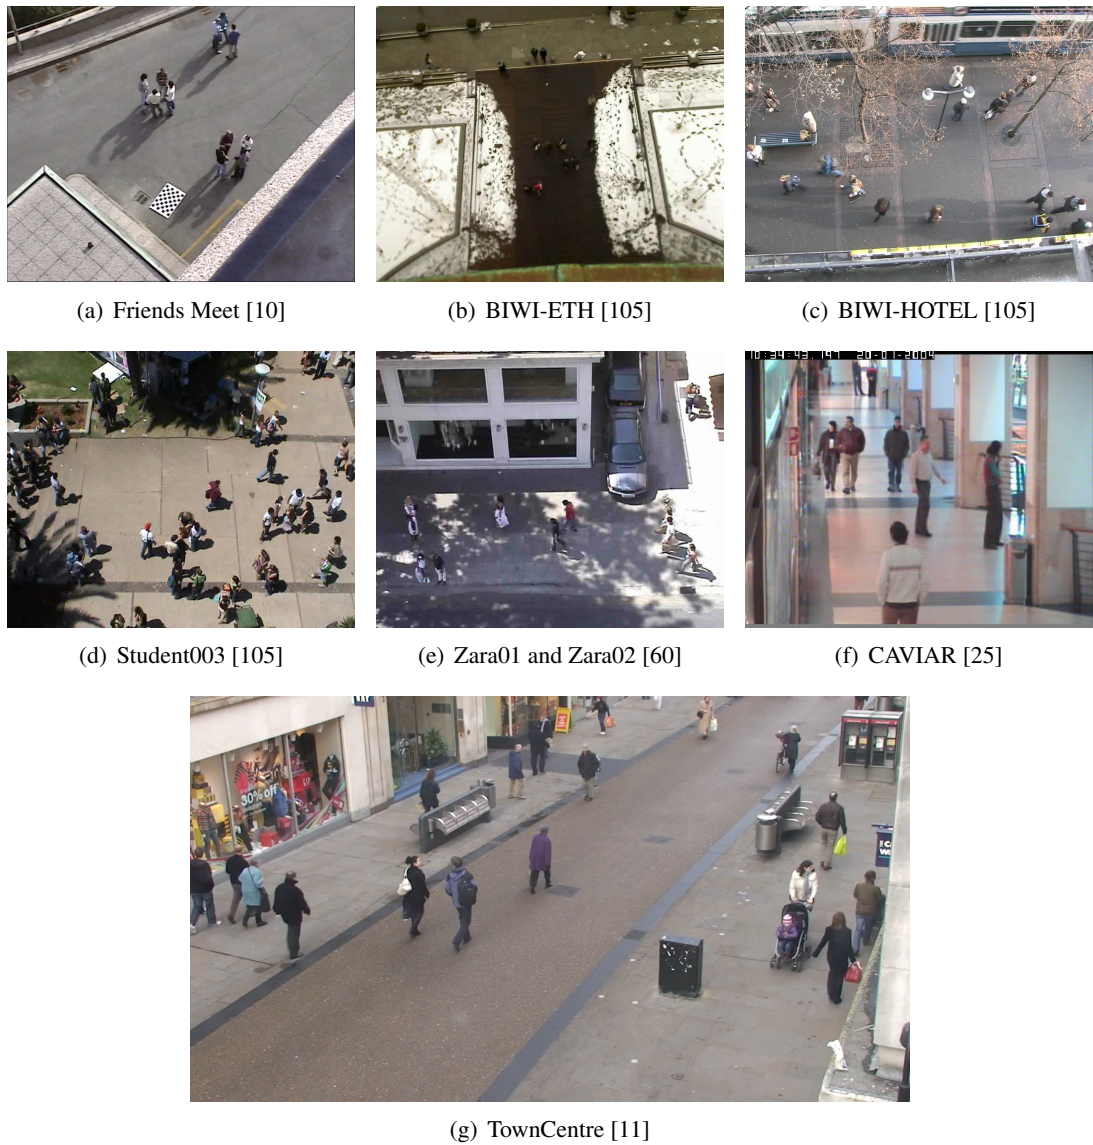 (a) Friends Meet [10]
(b) BIWI-ETH [105]
(c) BIWI-HOTEL [105]
10:34:43.197 20-01-2004
(d) Student003 [105]
(e) Zara01 and Zara02 [60]
(f) CAVIAR [25]
30% off
(g) TownCentre [11]